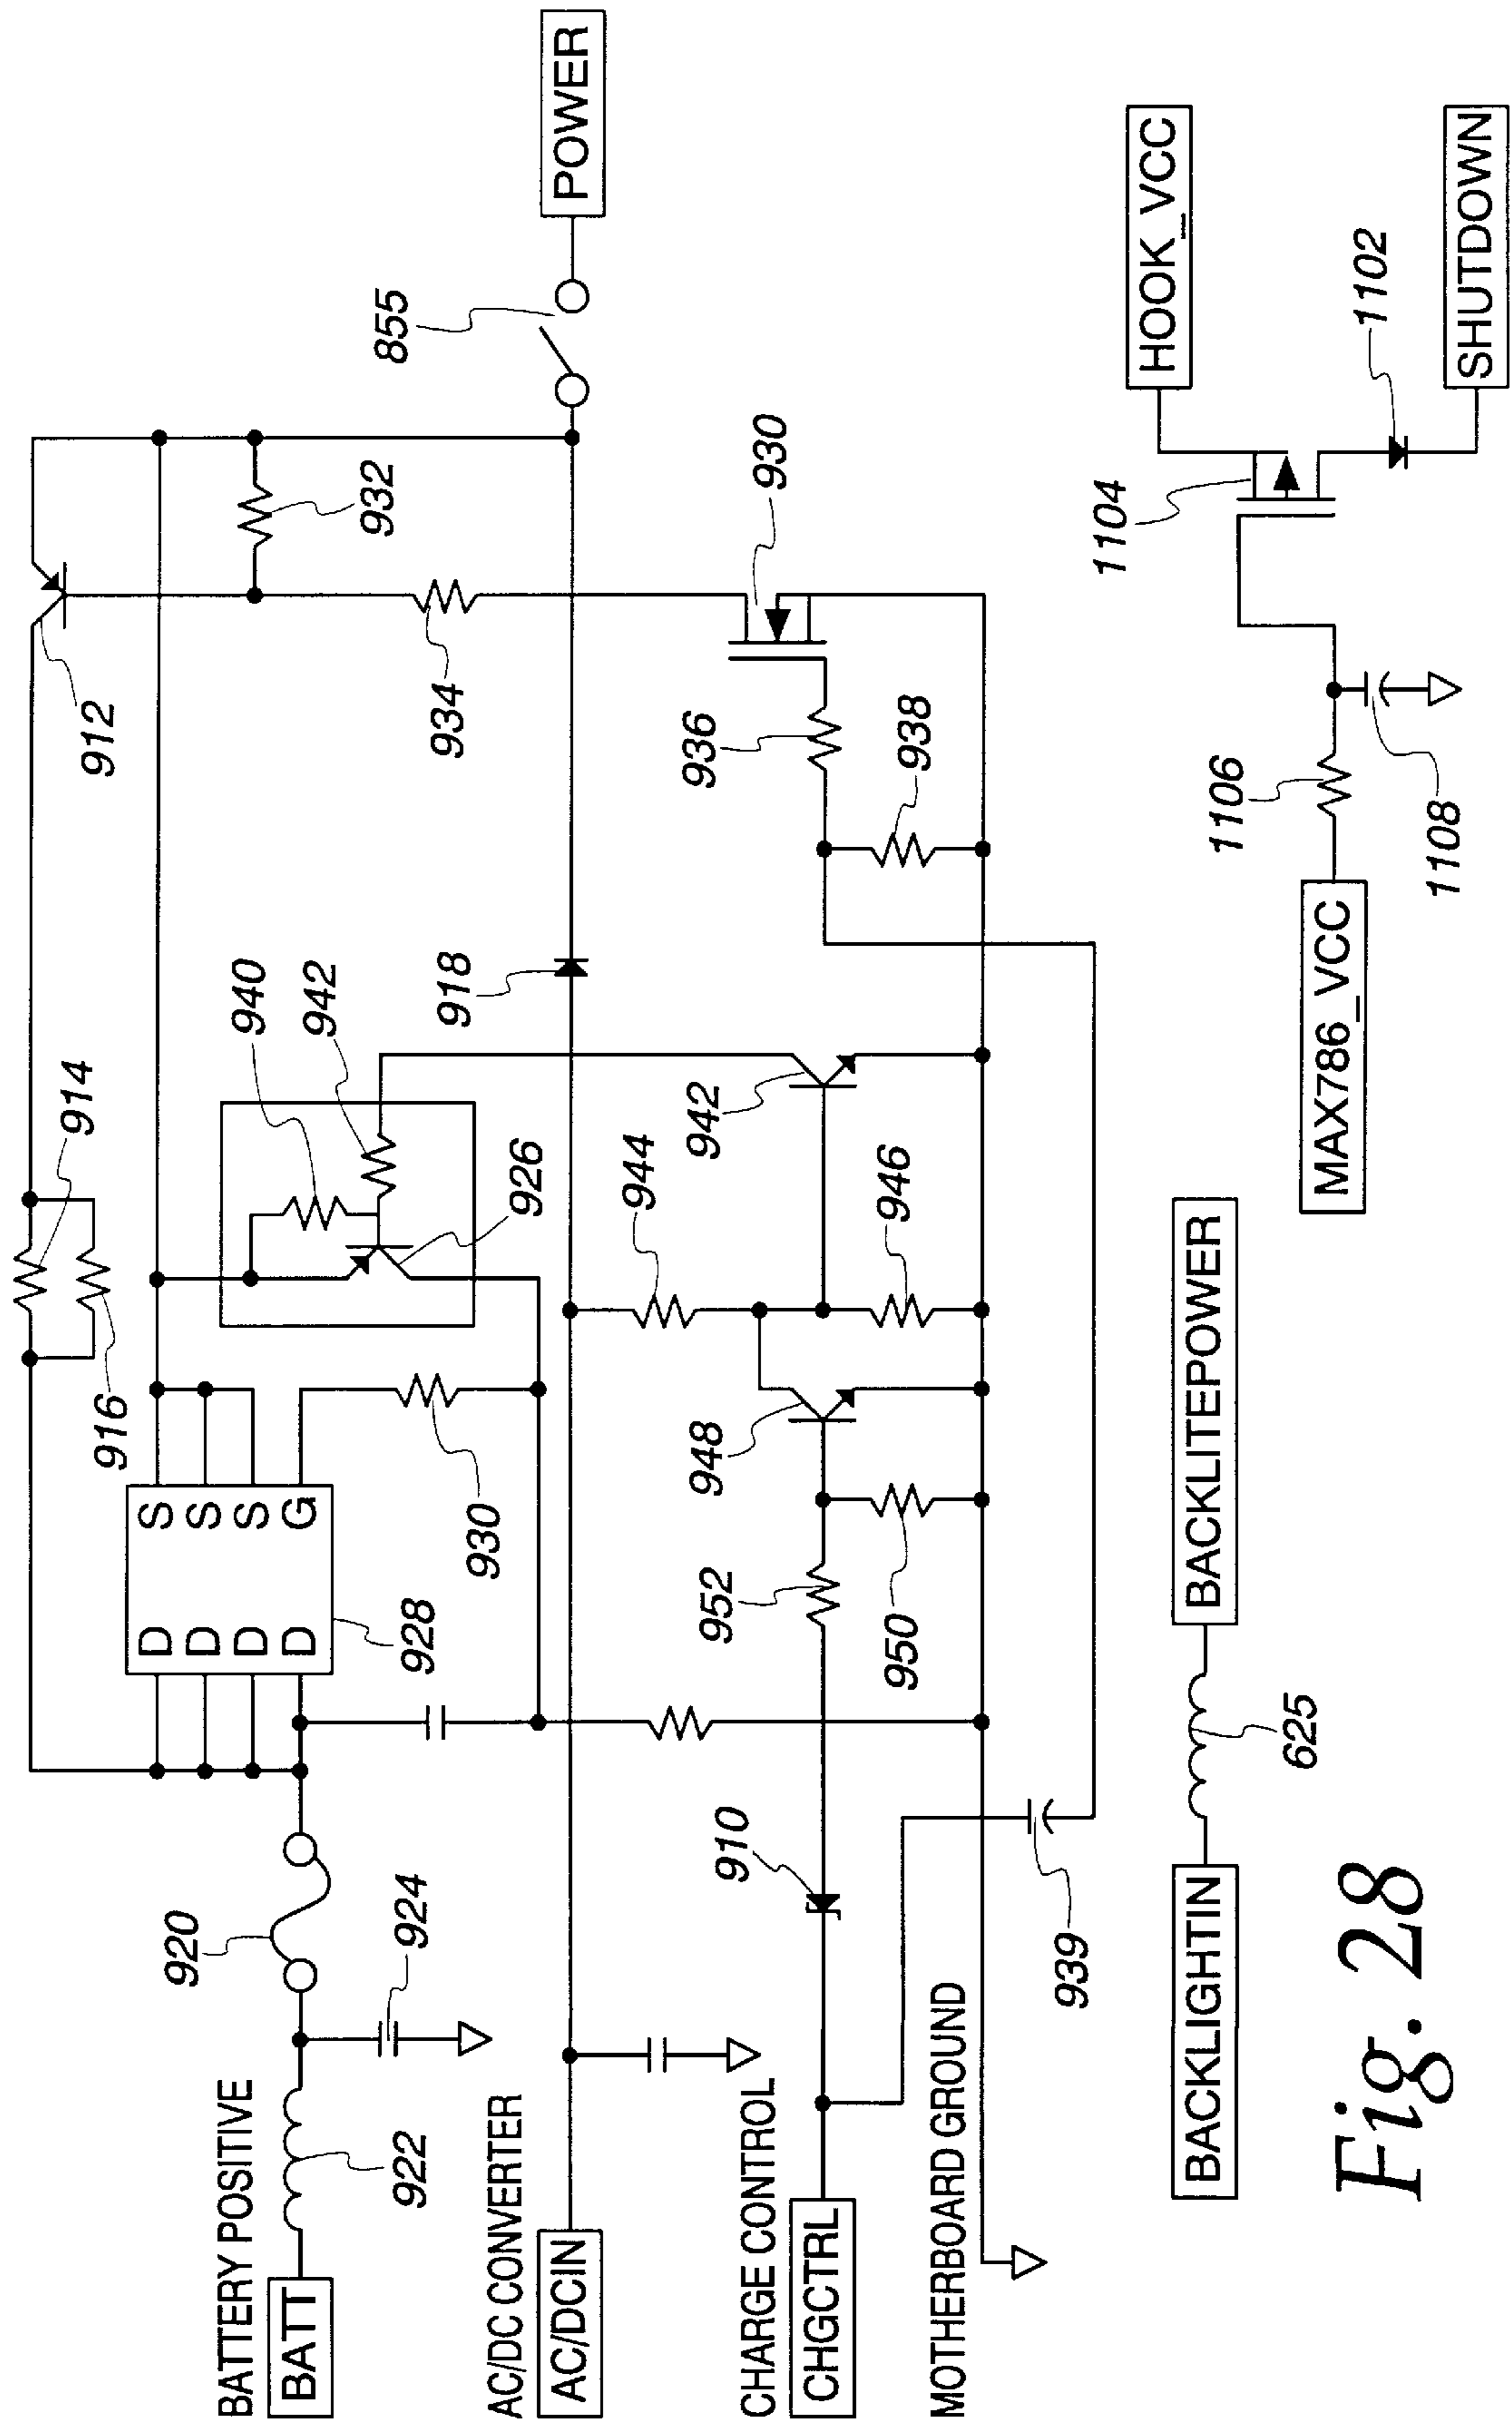 BATTERY POSITIVE
BATT
922
924
920
D D D D
S S S G
928
916
914
930
940
942
926
912
932
934
855
POWER
AC/DC CONVERTER
AC/DCIN
918
944
CHARGE CONTROL
CHGCTRL
910
952
950
948
946
942
936
938
930
MOTHERBOARD GROUND
939
BACKLIGHTIN
625
BACKLITEPOWER
MAX786_VCC
1106
1108
1104
1102
HOOK_VCC
SHUTDOWN
Fig. 28